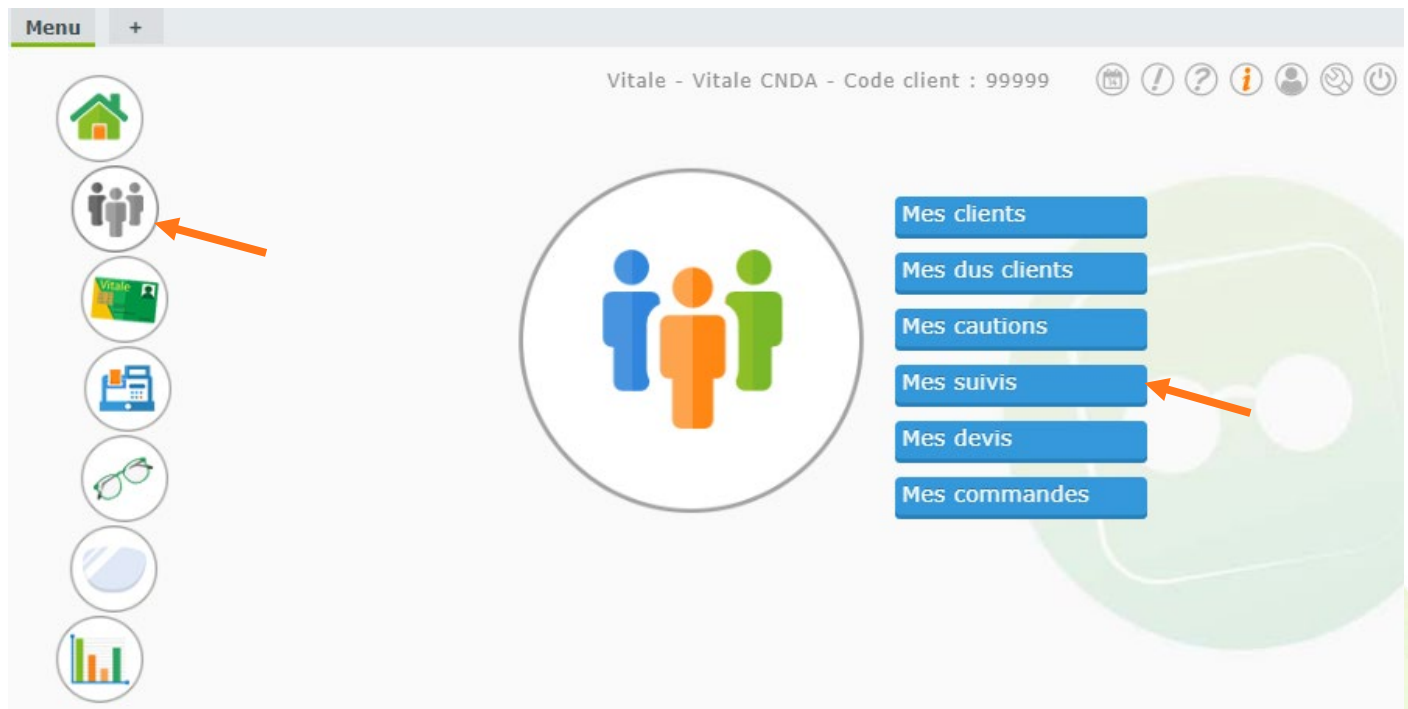 Menu +
Vitale - Vitale CNDA - Code client : 99999
Vitale
Mes clients
Mes dus clients
Mes cautions
Mes suivis
Mes devis
Mes commandes